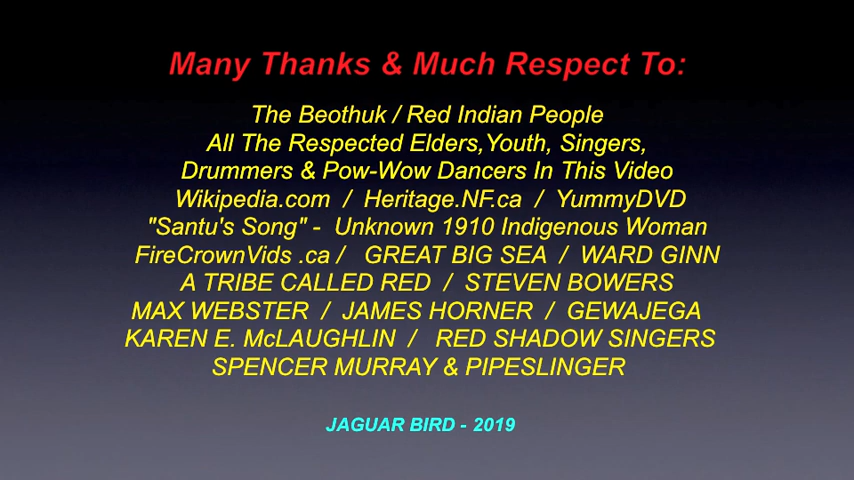 Many Thanks & Much Respect To:
The Beothuk / Red Indian People
All The Respected Elders,Youth, Singers,
Drummers & Pow-Wow Dancers In This Video
Wikipedia.com / Heritage.NF.ca / YummyDVD
"Santu's Song" - Unknown 1910 Indigenous Woman
FireCrownVids .ca / GREAT BIG SEA / WARD GINN
A TRIBE CALLED RED / STEVEN BOWERS
MAX WEBSTER / JAMES HORNER / GEWAJEGA
KAREN E. McLAUGHLIN / RED SHADOW SINGERS
SPENCER MURRAY & PIPESLINGER
JAGUAR BIRD - 2019